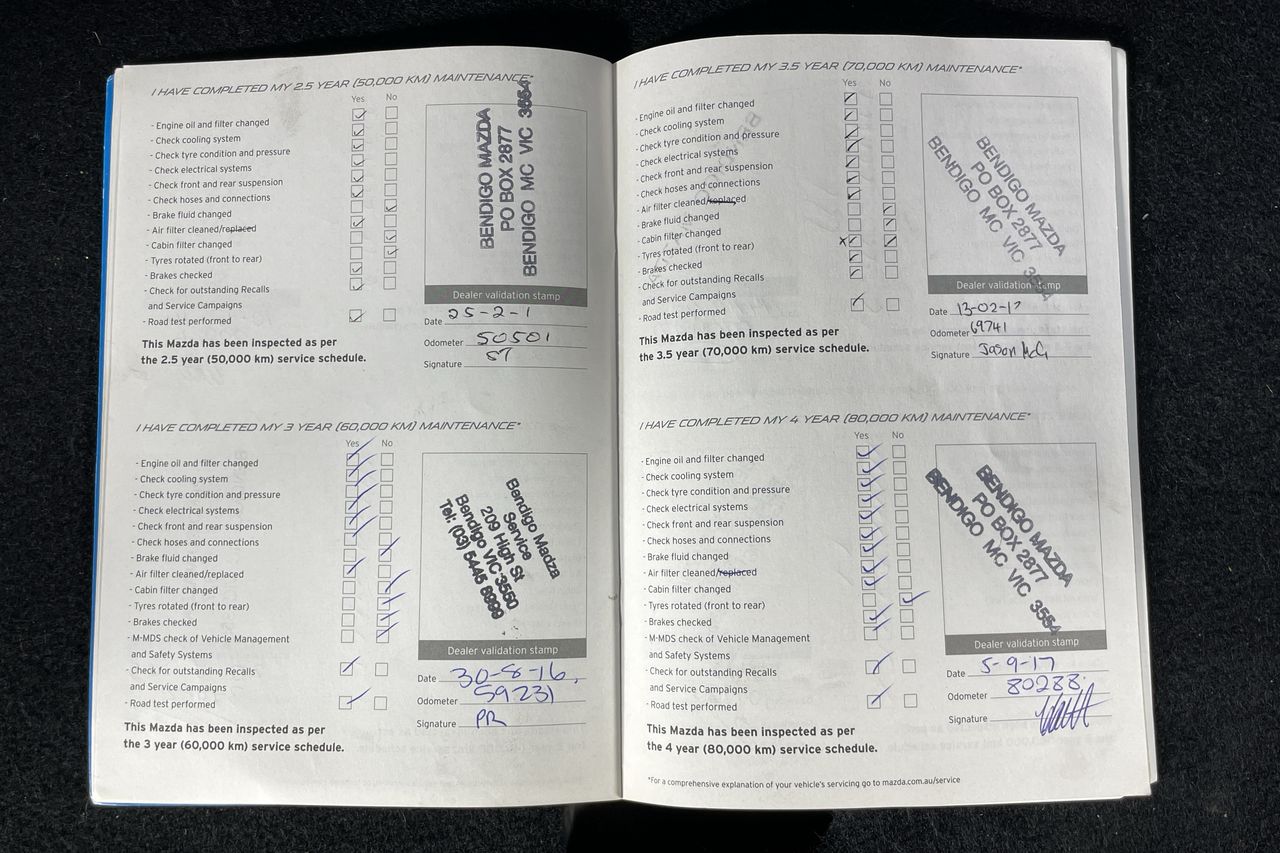 I HAVE COMPLETED MY 2.5 YEAR (50,000 KM) MAINTENANCE*
Yes No
- Engine oil and filter changed
- Check cooling system
- Check tyre condition and pressure
- Check electrical systems
- Check front and rear suspension
- Check hoses and connections
- Brake fluid changed
- Air filter cleaned/replaced
- Cabin filter changed
- Tyres rotated (front to rear)
- Brakes checked
- Check for outstanding Recalls
and Service Campaigns
- Road test performed
This Mazda has been inspected as per
the 2.5 year (50,000 km) service schedule.
BENDIGO MAZDA
PO BOX 2877
BENDIGO MC VIC 3554
Dealer validation stamp
Date 25-2-1
Odometer 50501
Signature ST
I HAVE COMPLETED MY 3 YEAR (60,000 KM) MAINTENANCE*
Yes No
- Engine oil and filter changed
- Check cooling system
- Check tyre condition and pressure
- Check electrical systems
- Check front and rear suspension
- Check hoses and connections
- Brake fluid changed
- Air filter cleaned/replaced
- Cabin filter changed
- Tyres rotated (front to rear)
- Brakes checked
- M-MDS check of Vehicle Management
and Safety Systems
- Check for outstanding Recalls
and Service Campaigns
- Road test performed
This Mazda has been inspected as per
the 3 year (60,000 km) service schedule.
Bendigo Madza
Service
209 High St
Bendigo VIC 3550
Tel: (03) 5445 8999
Dealer validation stamp
Date 30-8-16.
Odometer 59231
Signature PR
I HAVE COMPLETED MY 3.5 YEAR (70,000 KM) MAINTENANCE*
Yes No
- Engine oil and filter changed
- Check cooling system
- Check tyre condition and pressure
- Check electrical systems
- Check front and rear suspension
- Check hoses and connections
- Air filter cleaned/replaced
- Brake fluid changed
- Cabin filter changed
- Tyres rotated (front to rear)
- Brakes checked
- Check for outstanding Recalls
and Service Campaigns
- Road test performed
This Mazda has been inspected as per
the 3.5 year (70,000 km) service schedule.
BENDIGO MAZDA
PO BOX 2877
BENDIGO MC VIC 3554
Dealer validation stamp
Date 13-02-17
Odometer 69741
Signature Jason McG
I HAVE COMPLETED MY 4 YEAR (80,000 KM) MAINTENANCE*
Yes No
- Engine oil and filter changed
- Check cooling system
- Check tyre condition and pressure
- Check electrical systems
- Check front and rear suspension
- Check hoses and connections
- Brake fluid changed
- Air filter cleaned/replaced
- Cabin filter changed
- Tyres rotated (front to rear)
- Brakes checked
- M-MDS check of Vehicle Management
and Safety Systems
- Check for outstanding Recalls
and Service Campaigns
- Road test performed
This Mazda has been inspected as per
the 4 year (80,000 km) service schedule.
BENDIGO MAZDA
PO BOX 2877
BENDIGO MC VIC 3554
Dealer validation stamp
Date 5-9-17
Odometer 80288
Signature
*For a comprehensive explanation of your vehicle's servicing go to mazda.com.au/service